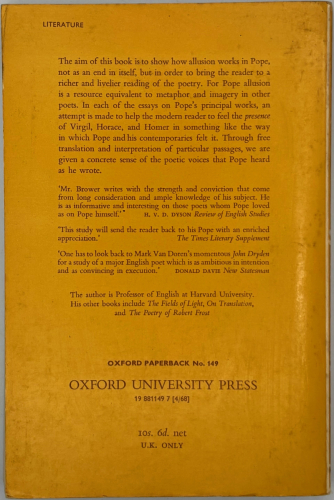 LITERATURE
The aim of this book is to show how allusion works in Pope,
not as an end in itself, but in order to bring the reader to a
richer and livelier reading of the poetry. For Pope allusion
is a resource equivalent to metaphor and imagery in other
poets. In each of the essays on Pope's principal works, an
attempt is made to help the modern reader to feel the presence
of Virgil, Horace, and Homer in something like the way
in which Pope and his contemporaries felt it. Through free
translation and interpretation of particular passages, we are
given a concrete sense of the poetic voices that Pope heard
as he wrote.
'Mr. Brower writes with the strength and conviction that come
from long consideration and ample knowledge of his subject. He
is as informative and interesting on those poets whom Pope loved
as on Pope himself.' H. V. D. DYSON Review of English Studies
'This study will send the reader back to his Pope with an enriched
appreciation.' The Times Literary Supplement
'One has to look back to Mark Van Doren's momentous John Dryden
for a study of a major English poet which is as ambitious in intention
and as convincing in execution.' DONALD DAVIS New Statesman
The author is Professor of English at Harvard University.
His other books include The Fields of Light, On Translation,
and The Poetry of Robert Frost
OXFORD PAPERBACK No. 149
OXFORD UNIVERSITY PRESS
19 881149 7 [4/68]
10s. 6d. net
U.K. ONLY